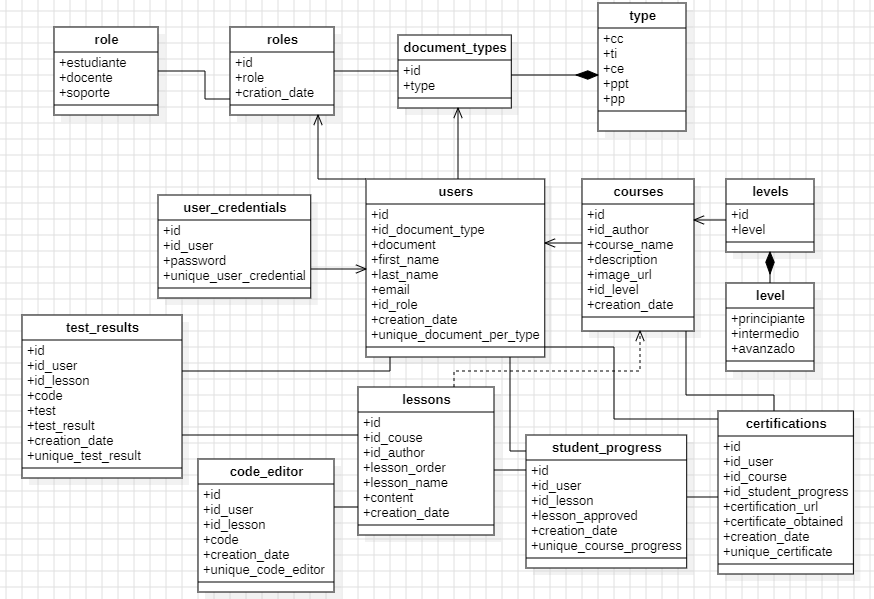 role
+estudiante
+docente
+soporte
roles
+id
+role
+cration_date
document_types
+id
+type
type
+cc
+ti
+ce
+ppt
+pp
user_credentials
+id
+id_user
+password
+unique_user_credential
users
+id
+id_document_type
+document
+first_name
+last_name
+email
+id_role
+creation_date
+unique_document_per_type
courses
+id
+id_author
+course_name
+description
+image_url
+id_level
+creation_date
levels
+id
+level
level
+principiante
+intermedio
+avanzado
test_results
+id
+id_user
+id_lesson
+code
+test
+test_result
+creation_date
+unique_test_result
lessons
+id
+id_couse
+id_author
+lesson_order
+lesson_name
+content
+creation_date
code_editor
+id
+id_user
+id_lesson
+code
+creation_date
+unique_code_editor
student_progress
+id
+id_user
+id_lesson
+lesson_approved
+creation_date
+unique_course_progress
certifications
+id
+id_user
+id_course
+id_student_progress
+certification_url
+certificate_obtained
+creation_date
+unique_certificate